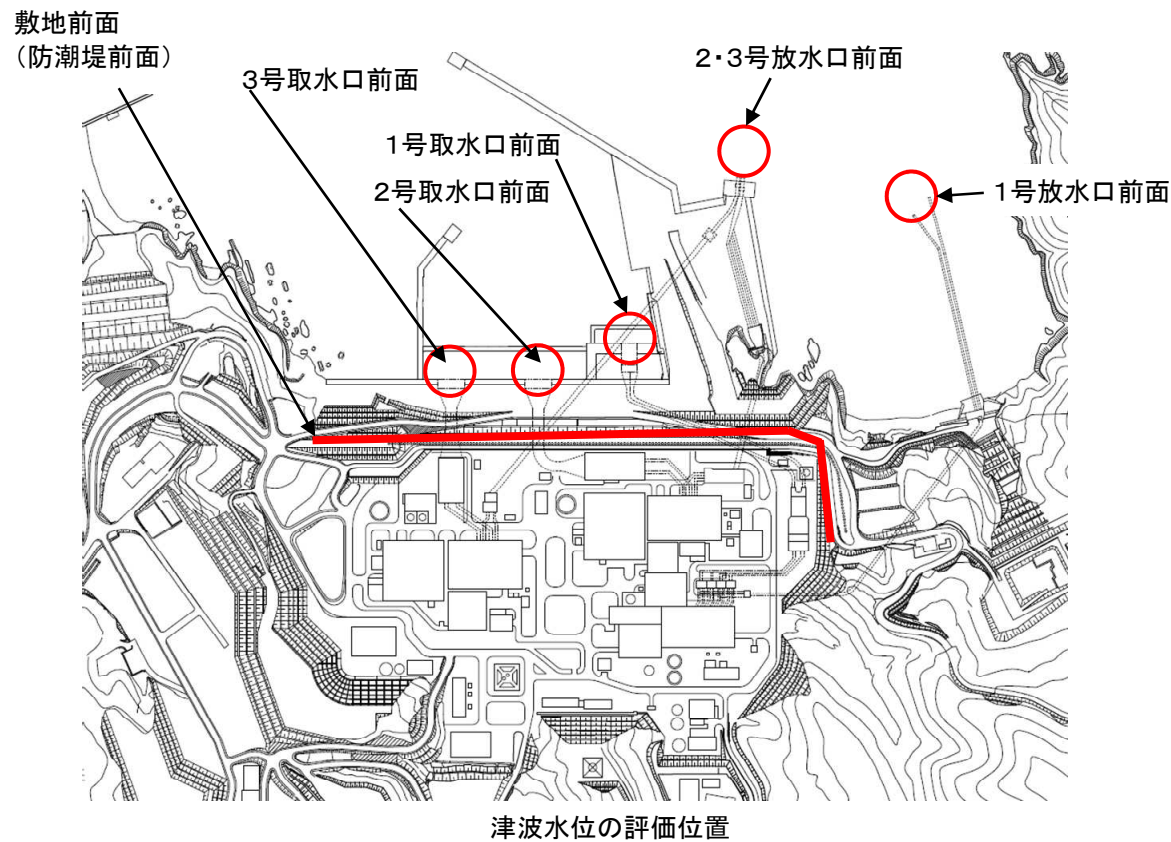 敷地前面
（防潮堤前面）
3号取水口前面
2・3号放水口前面
1号取水口前面
2号取水口前面
1号放水口前面
津波水位の評価位置